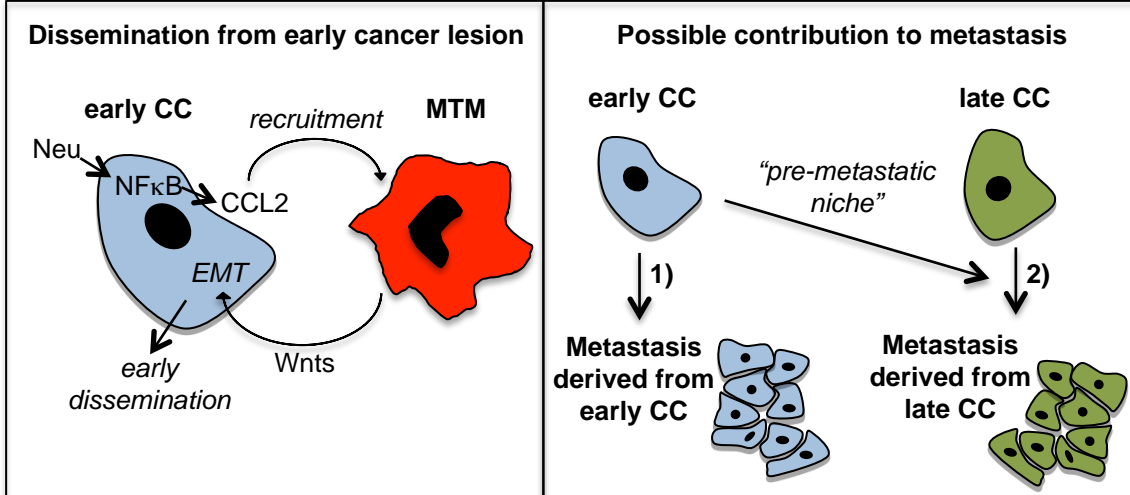 Dissemination from early cancer lesion
early CC
recruitment
MTM
Neu
NFκB
CCL2
EMT
Wnts
early
dissemination
Possible contribution to metastasis
early CC
late CC
“pre-metastatic
niche”
1)
2)
Metastasis
derived from
early CC
Metastasis
derived from
late CC